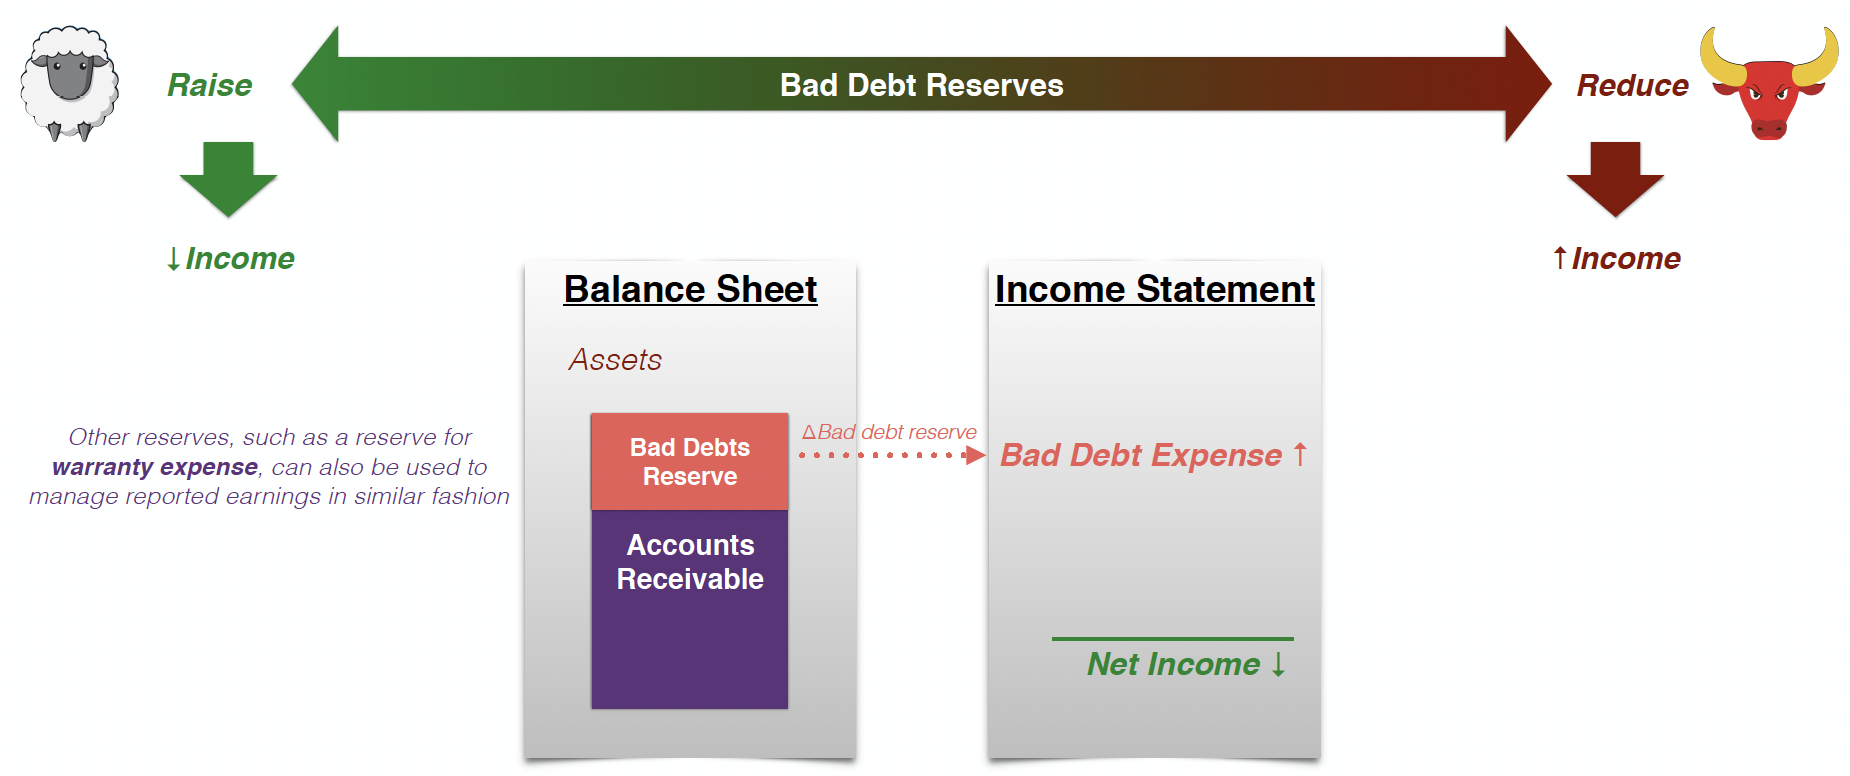 Raise
Bad Debt Reserves
Reduce
↓Income
↑Income
Balance Sheet
Assets
Bad Debts
Reserve
Accounts
Receivable
ΔBad debt reserve
Income Statement
Bad Debt Expense ↑
Net Income ↓
Other reserves, such as a reserve for
warranty expense, can also be used to
manage reported earnings in similar fashion